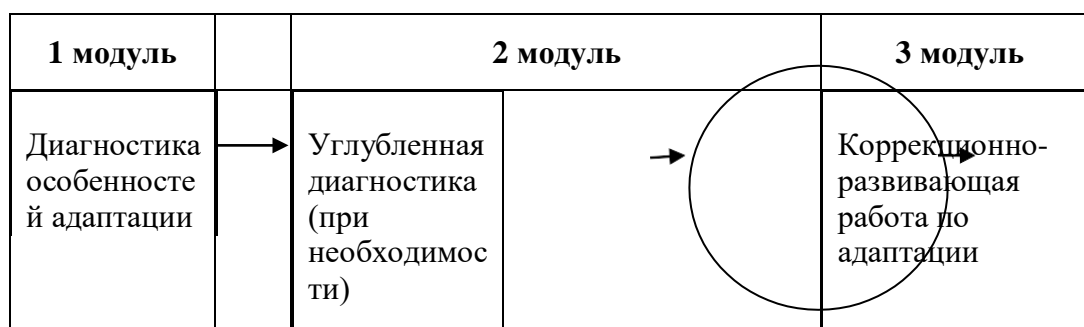 1 модуль
2 модуль
3 модуль
Диагностика
особенносте
й адаптации
Углубленная
диагностика
(при
необходимос
ти)
Коррекционно-
развивающая
работа по
адаптации